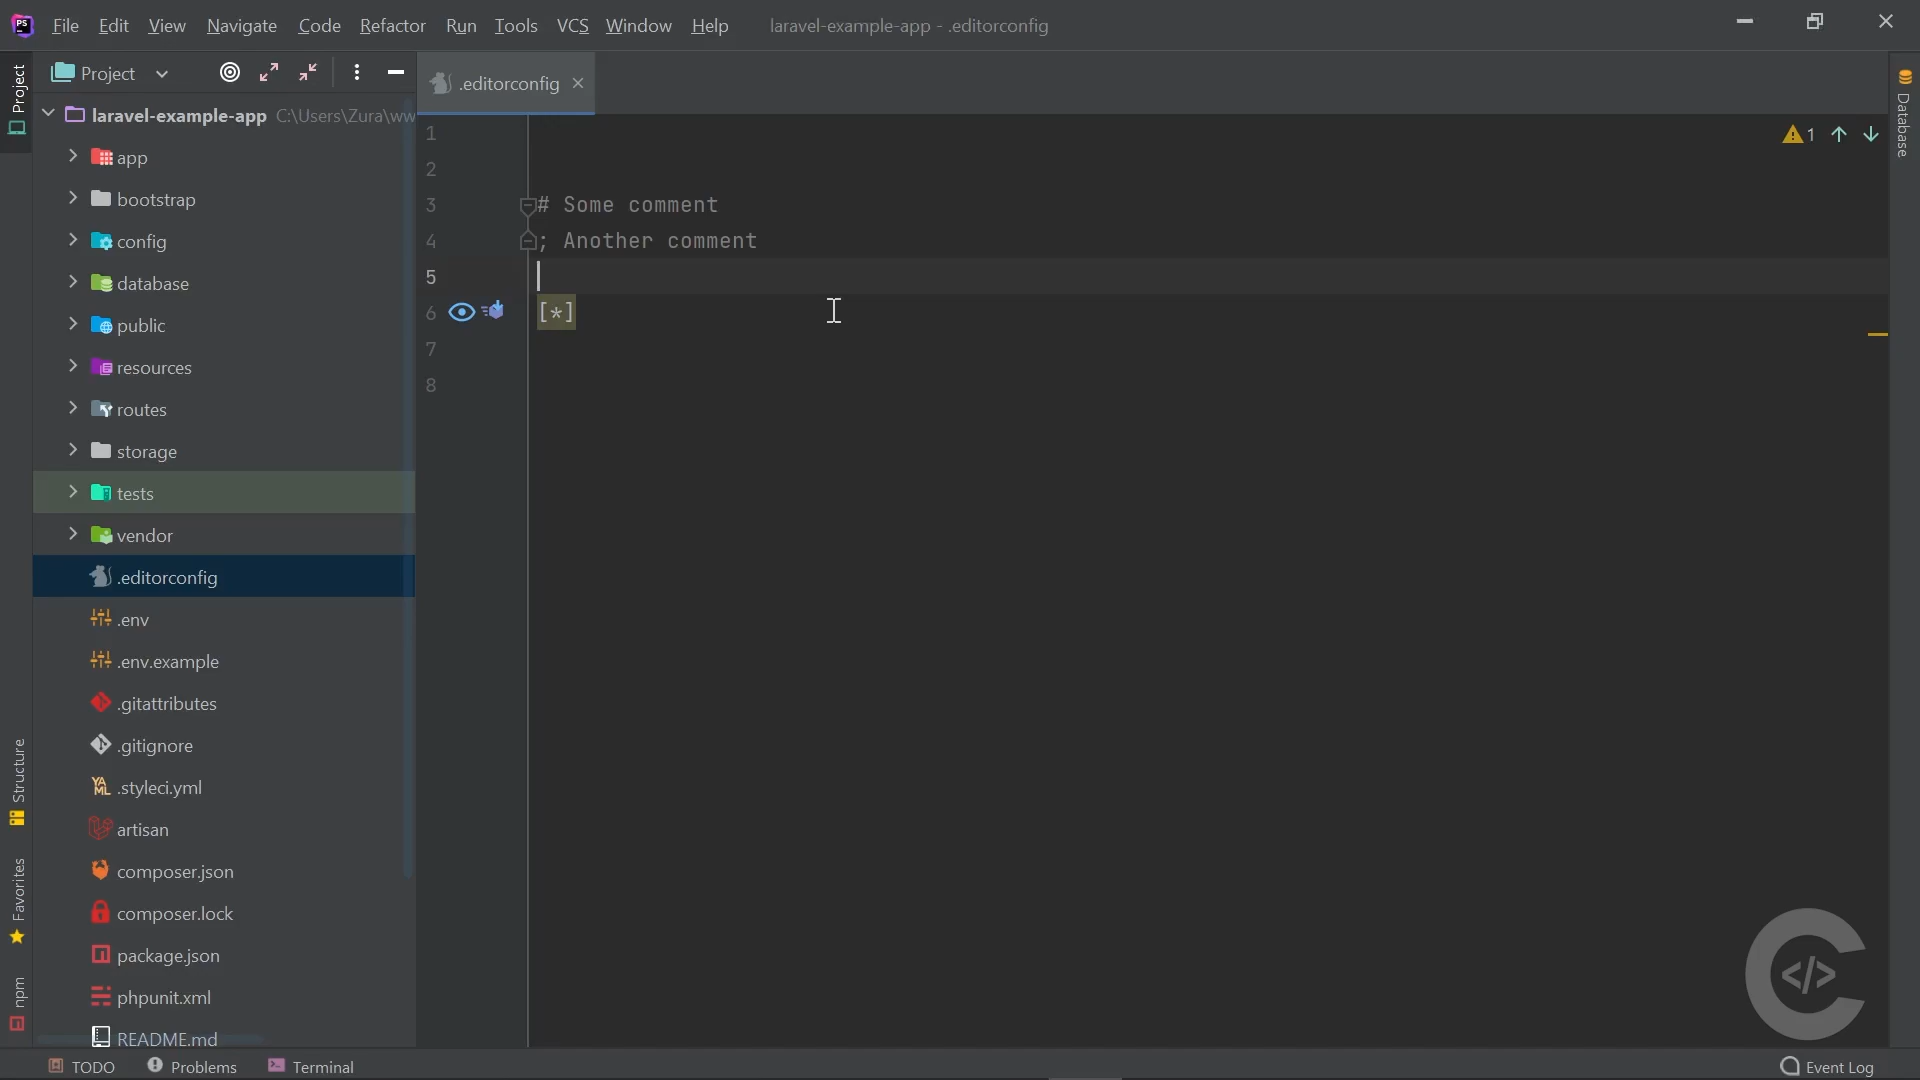 PS File Edit View Navigate Code Refactor Run Tools VCS Window Help laravel-example-app - .editorconfig
Project
Project
.editorconfig
laravel-example-app C:\Users\Zura\ww
app
bootstrap
config
database
public
resources
routes
storage
tests
vendor
.editorconfig
.env
.env.example
.gitattributes
.gitignore
YAML .styleci.yml
artisan
composer.json
composer.lock
package.json
phpunit.xml
README.md
1
2
3 # Some comment
4 ; Another comment
5
6 [*]
7
8
1
Database
Structure
Favorites
npm
</>
TODO Problems Terminal Event Log